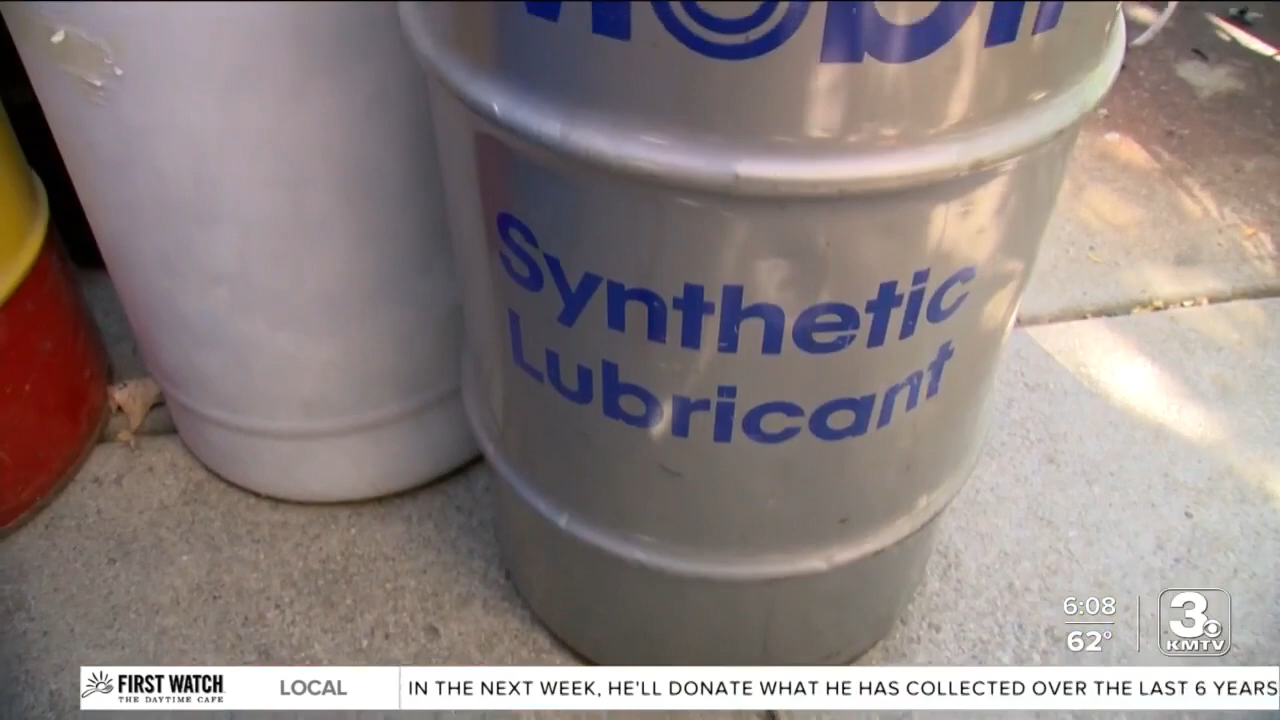 Mobil
Synthetic
Lubricant
6:08
62°
3
KMTV
FIRST WATCH
THE DAYTIME CAFE
LOCAL
IN THE NEXT WEEK, HE'LL DONATE WHAT HE HAS COLLECTED OVER THE LAST 6 YEARS